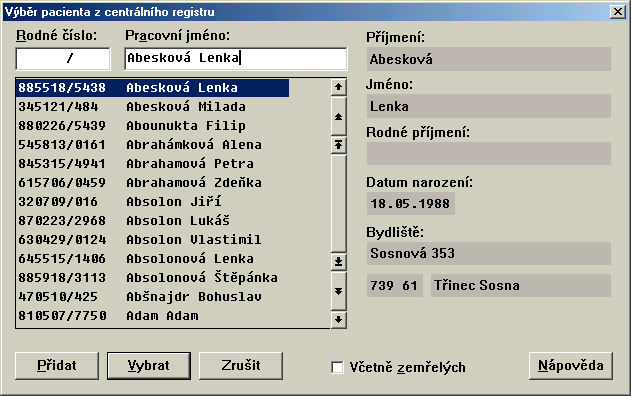 Výběr pacienta z centrálního registru
Rodné číslo: Pracovní jméno:
/ Abesková Lenka
885518/5438 Abesková Lenka
345121/484 Abesková Milada
880226/5439 Abounukta Filip
545813/0161 Abrahámková Alena
845315/4941 Abrahamová Petra
615706/0459 Abrahamová Zdeňka
320709/016 Absolon Jiří
870223/2968 Absolon Lukáš
630429/0124 Absolon Vlastimil
645515/1406 Absolonová Lenka
885918/3113 Absolonová Štěpánka
470510/425 Abšnajdr Bohuslav
810507/7750 Adam Adam
Příjmení:
Abesková
Jméno:
Lenka
Rodné příjmení:
Datum narození:
18.05.1988
Bydliště:
Sosnová 353
739 61 Třinec Sosna
Přidat Vybrat Zrušit Včetně zemřelých Nápověda